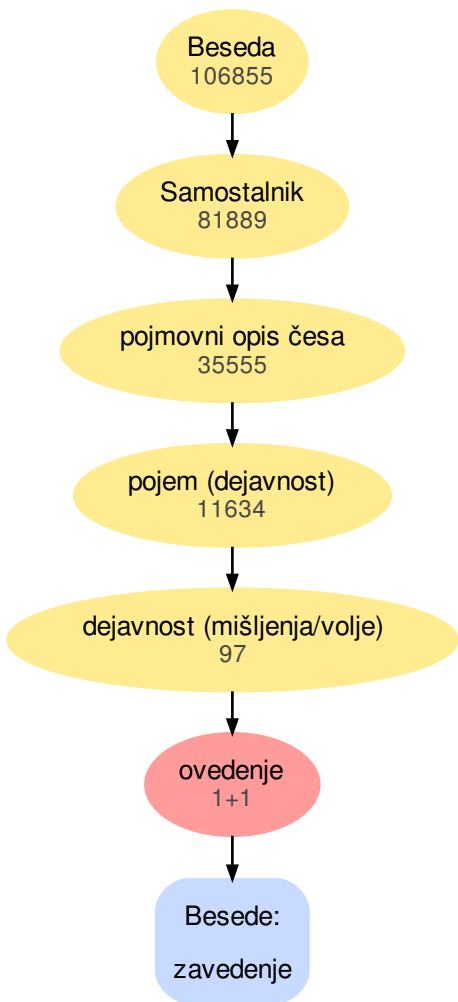 Beseda
106855
Samostalnik
81889
pojmovni opis česa
35555
pojem (dejavnost)
11634
dejavnost (mišljenja/volje)
97
ovedenje
1+1
Besede:
zavedenje